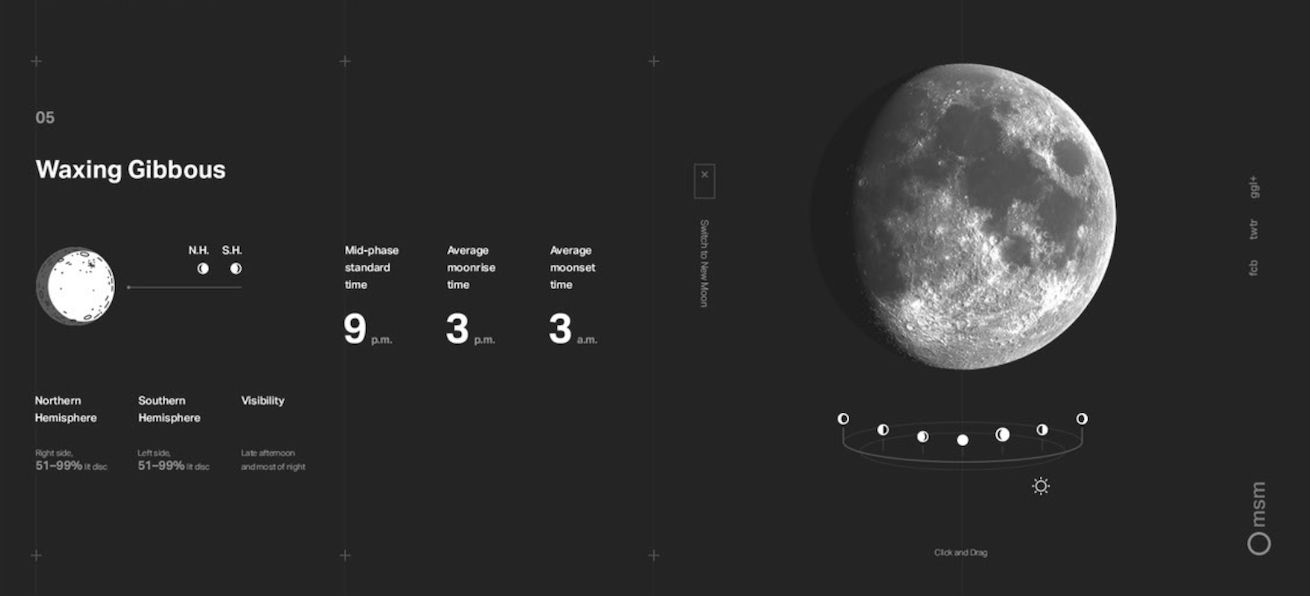 05
Waxing Gibbous
N.H. S.H.
Mid-phase
standard
time
9 p.m.
Average
moonrise
time
3 p.m.
Average
moonset
time
3 a.m.
Northern
Hemisphere
Right side,
51–99% lit disc
Southern
Hemisphere
Left side,
51–99% lit disc
Visibility
Late afternoon
and most of night
Switch to New Moon
Click and Drag
ggl+
twtr
fcb
msm